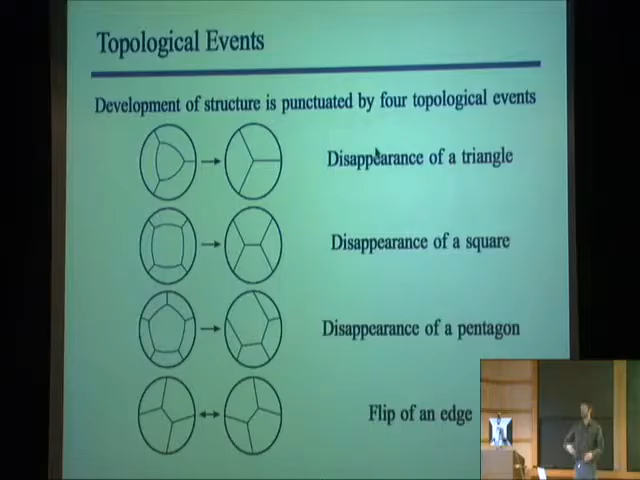 Topological Events
Development of structure is punctuated by four topological events
Disappearance of a triangle
Disappearance of a square
Disappearance of a pentagon
Flip of an edge